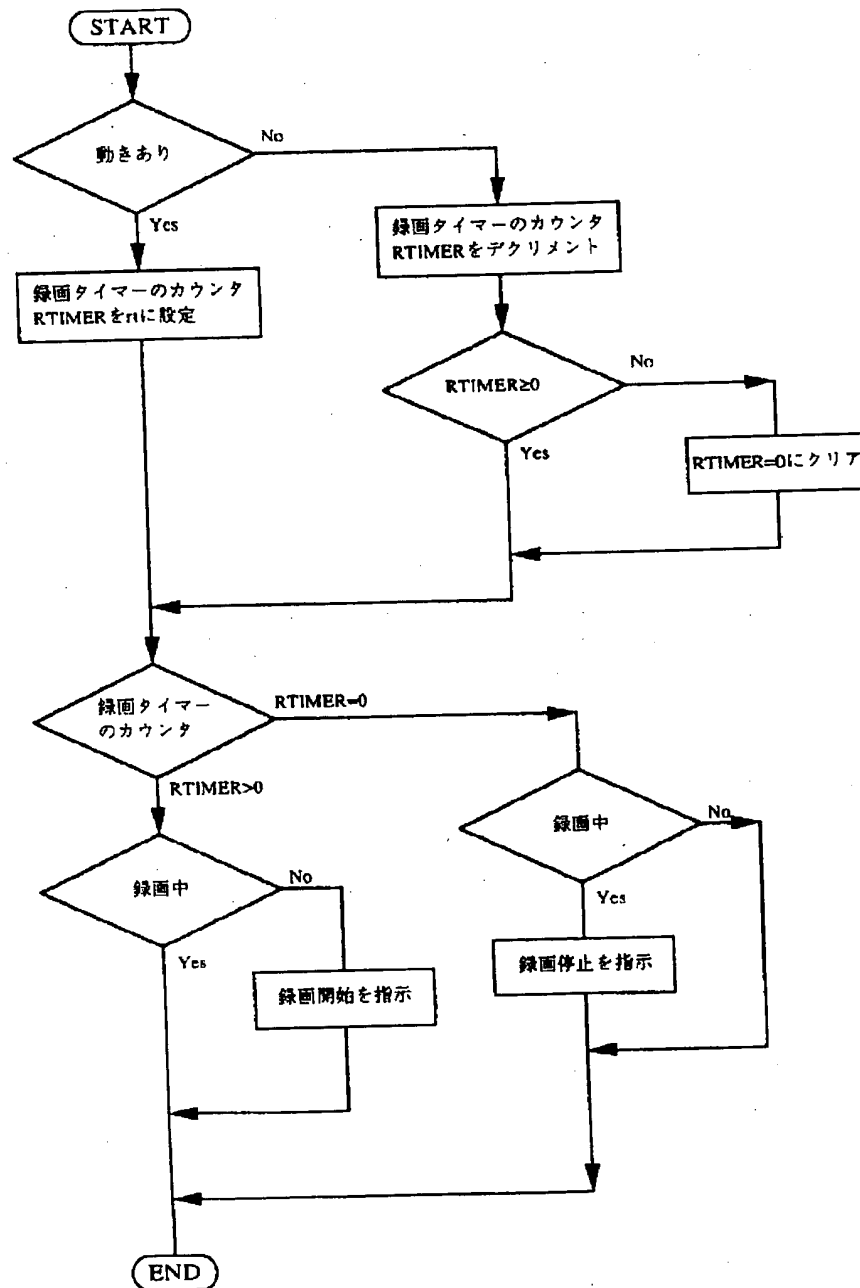 START
動きあり
No
Yes
録画タイマーのカウンタ
RTIMERをデクリメント
録画タイマーのカウンタ
RTIMERをrtに設定
RTIMER≥0
No
Yes
RTIMER=0にクリア
録画タイマー
のカウンタ
RTIMER=0
RTIMER>0
録画中
No
Yes
録画中
No
Yes
録画停止を指示
録画開始を指示
END